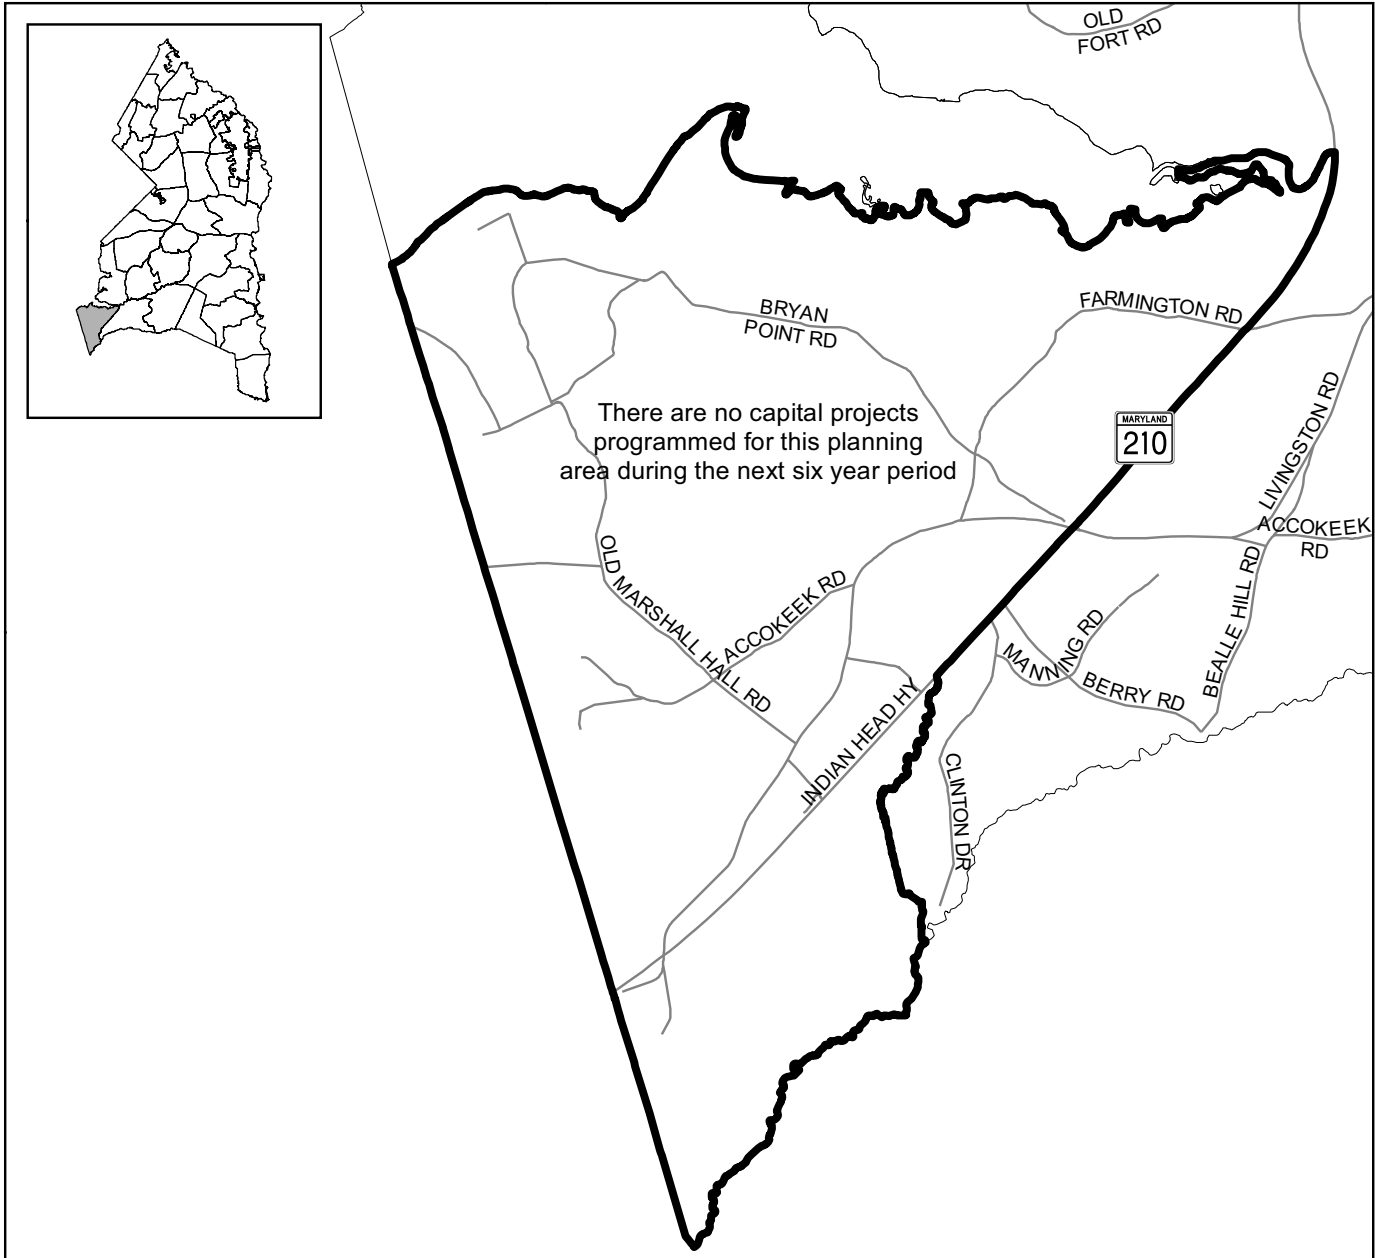 OLD
FORT RD
BRYAN
POINT RD
FARMINGTON RD
There are no capital projects
programmed for this planning
area during the next six year period
MARYLAND
210
LIVINGSTON RD
ACCOKEEK
RD
OLD MARSHALL HALL RD
ACCOKEEK RD
BEALLE HILL RD
MANNING RD
BERRY RD
INDIAN HEAD HY
CLINTON DR